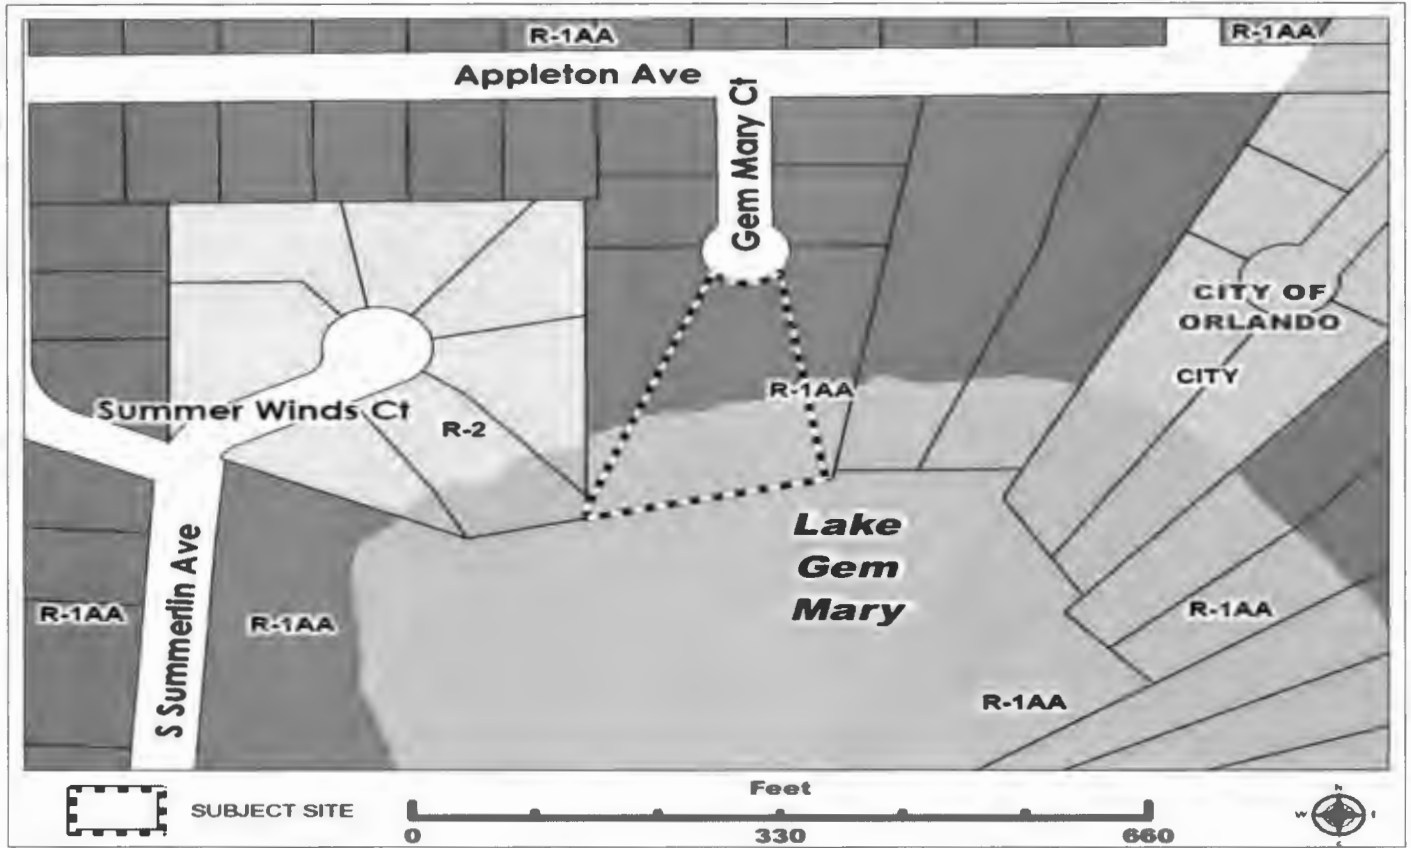 R-1AA
R-1AA
Appleton Ave
Gem Mary Ct
CITY OF
ORLANDO
CITY
R-1AA
Summer Winds Ct
R-2
Lake
Gem
Mary
S Summerlin Ave
R-1AA
R-1AA
R-1AA
R-1AA
SUBJECT SITE
Feet
0
330
660
N
W
S